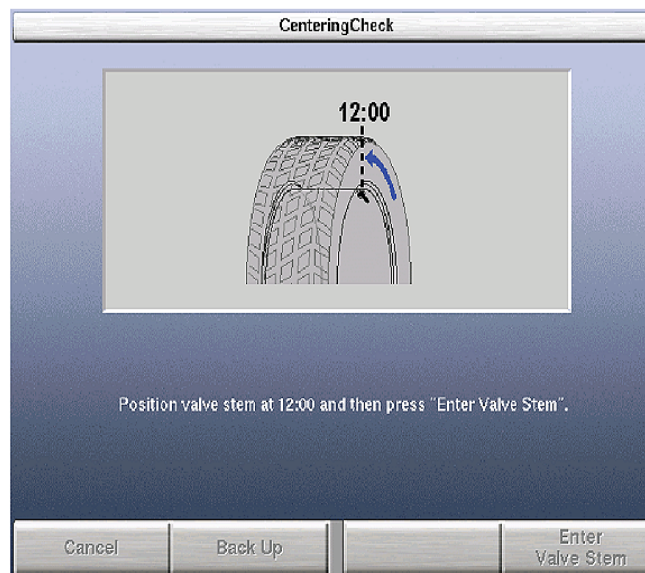 CenteringCheck
12:00
Position valve stem at 12:00 and then press "Enter Valve Stem".
Cancel
Back Up
Enter
Valve Stem